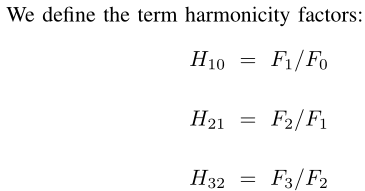 We define the term harmonicity factors:
H₁₀ = F₁/F₀
H₂₁ = F₂/F₁
H₃₂ = F₃/F₂